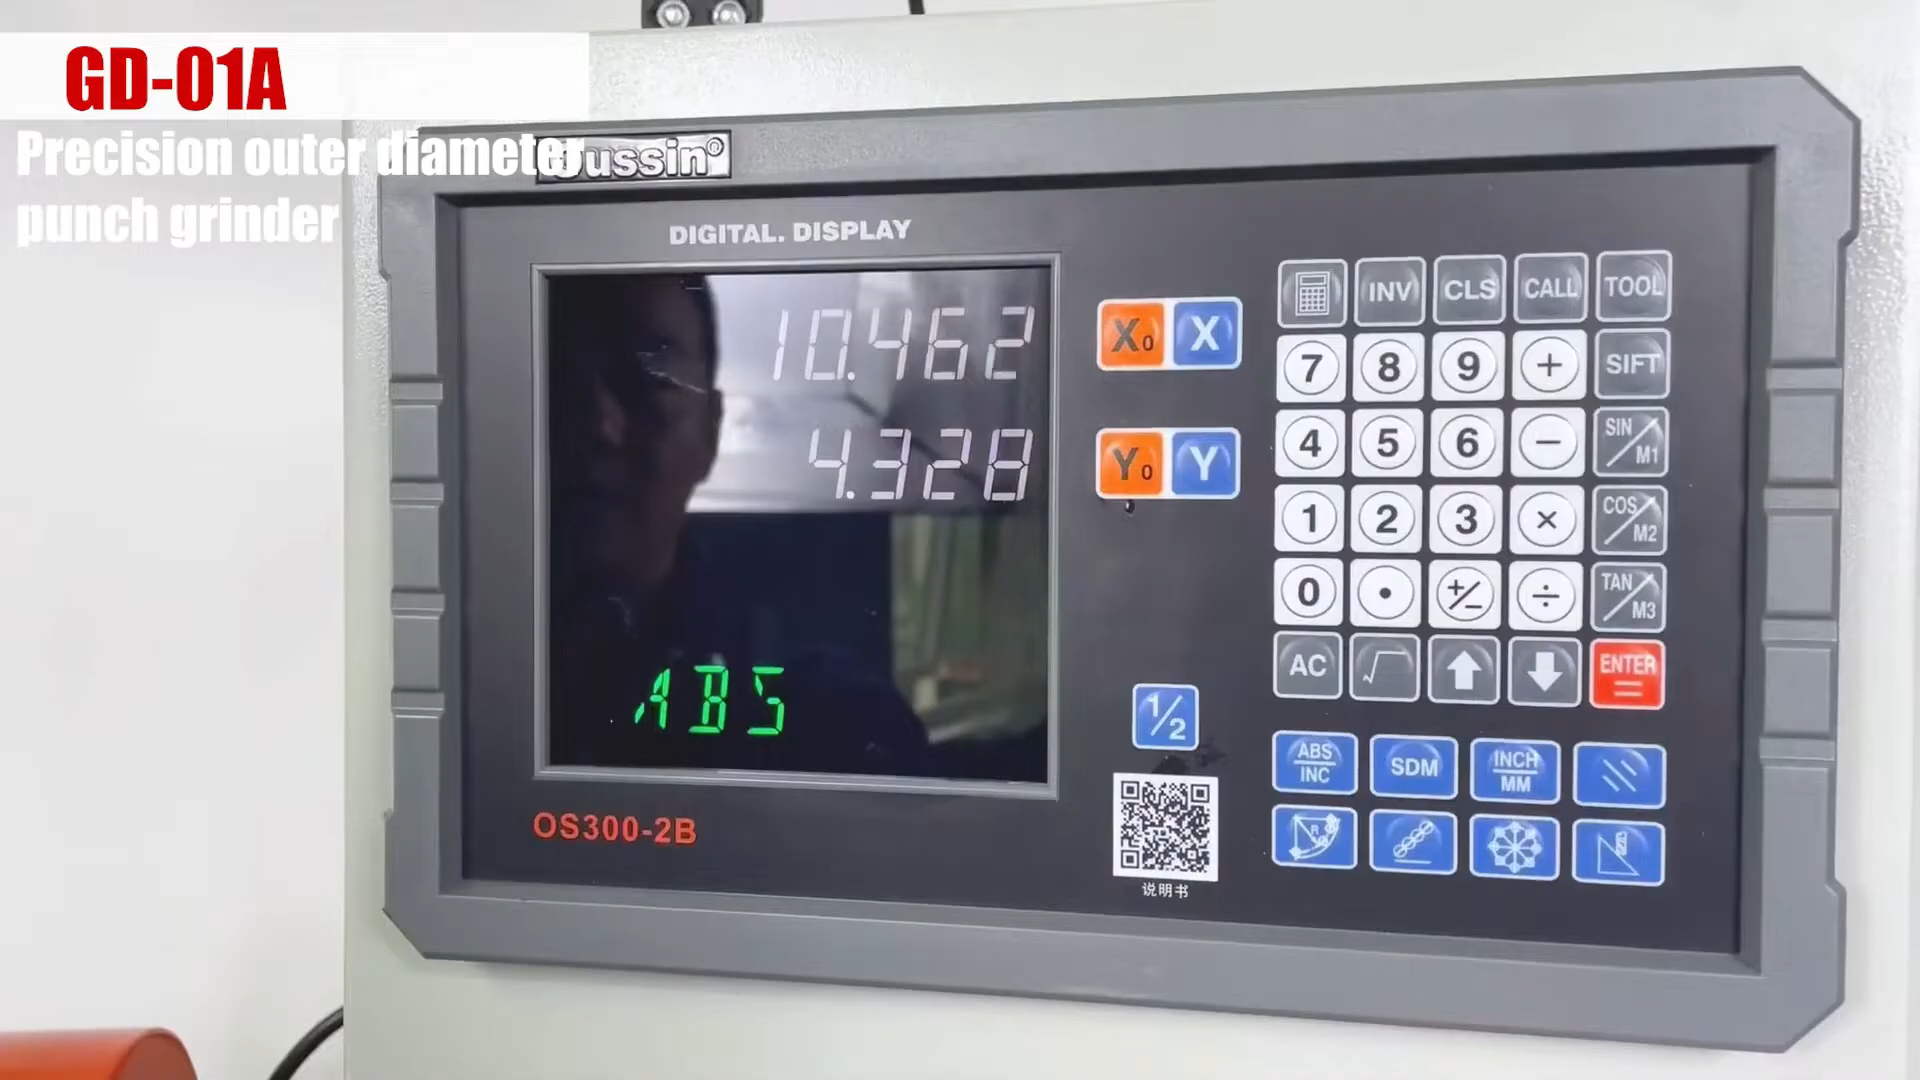 GD-01A
Precision outer diameter
punch grinder
DIGITAL. DISPLAY
10.462
4.328
ABS
OS300-2B
X0 X
Y0 Y
1/2
说明书
INV CLS CALL TOOL
7 8 9 + SIFT
4 5 6 − SIN M1
1 2 3 × COS M2
0 • +/− ÷ TAN M3
AC √ ENTER =
ABS INC SDM INCH MM